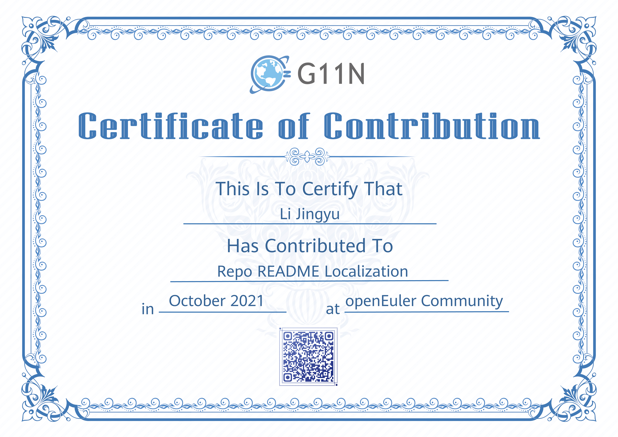 G11N
Certificate of Contribution
This Is To Certify That
Li Jingyu
Has Contributed To
Repo README Localization
in October 2021 at openEuler Community